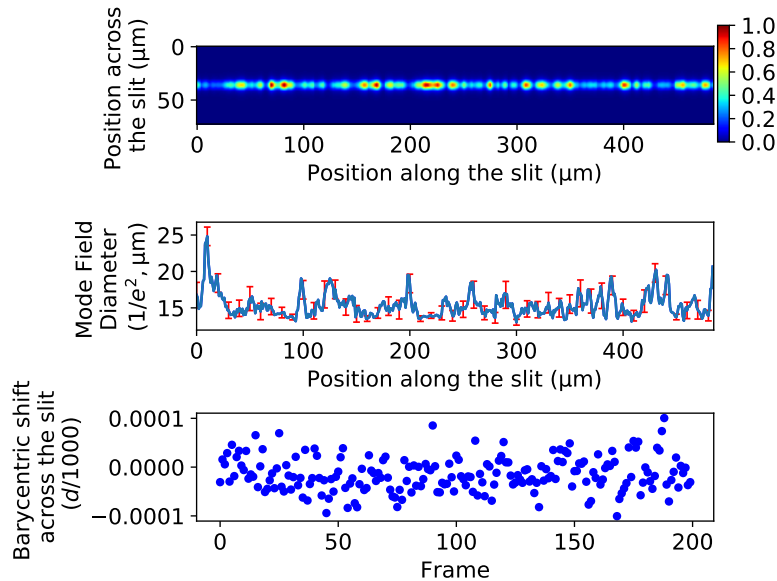 Position across
the slit (μm)
0
50
0
100
200
300
400
Position along the slit (μm)
1.0
0.8
0.6
0.4
0.2
0.0
Mode Field
Diameter
(1/e², μm)
25
20
15
0
100
200
300
400
Position along the slit (μm)
Barycentric shift
across the slit
(d/1000)
0.0001
0.0000
−0.0001
0
50
100
150
200
Frame